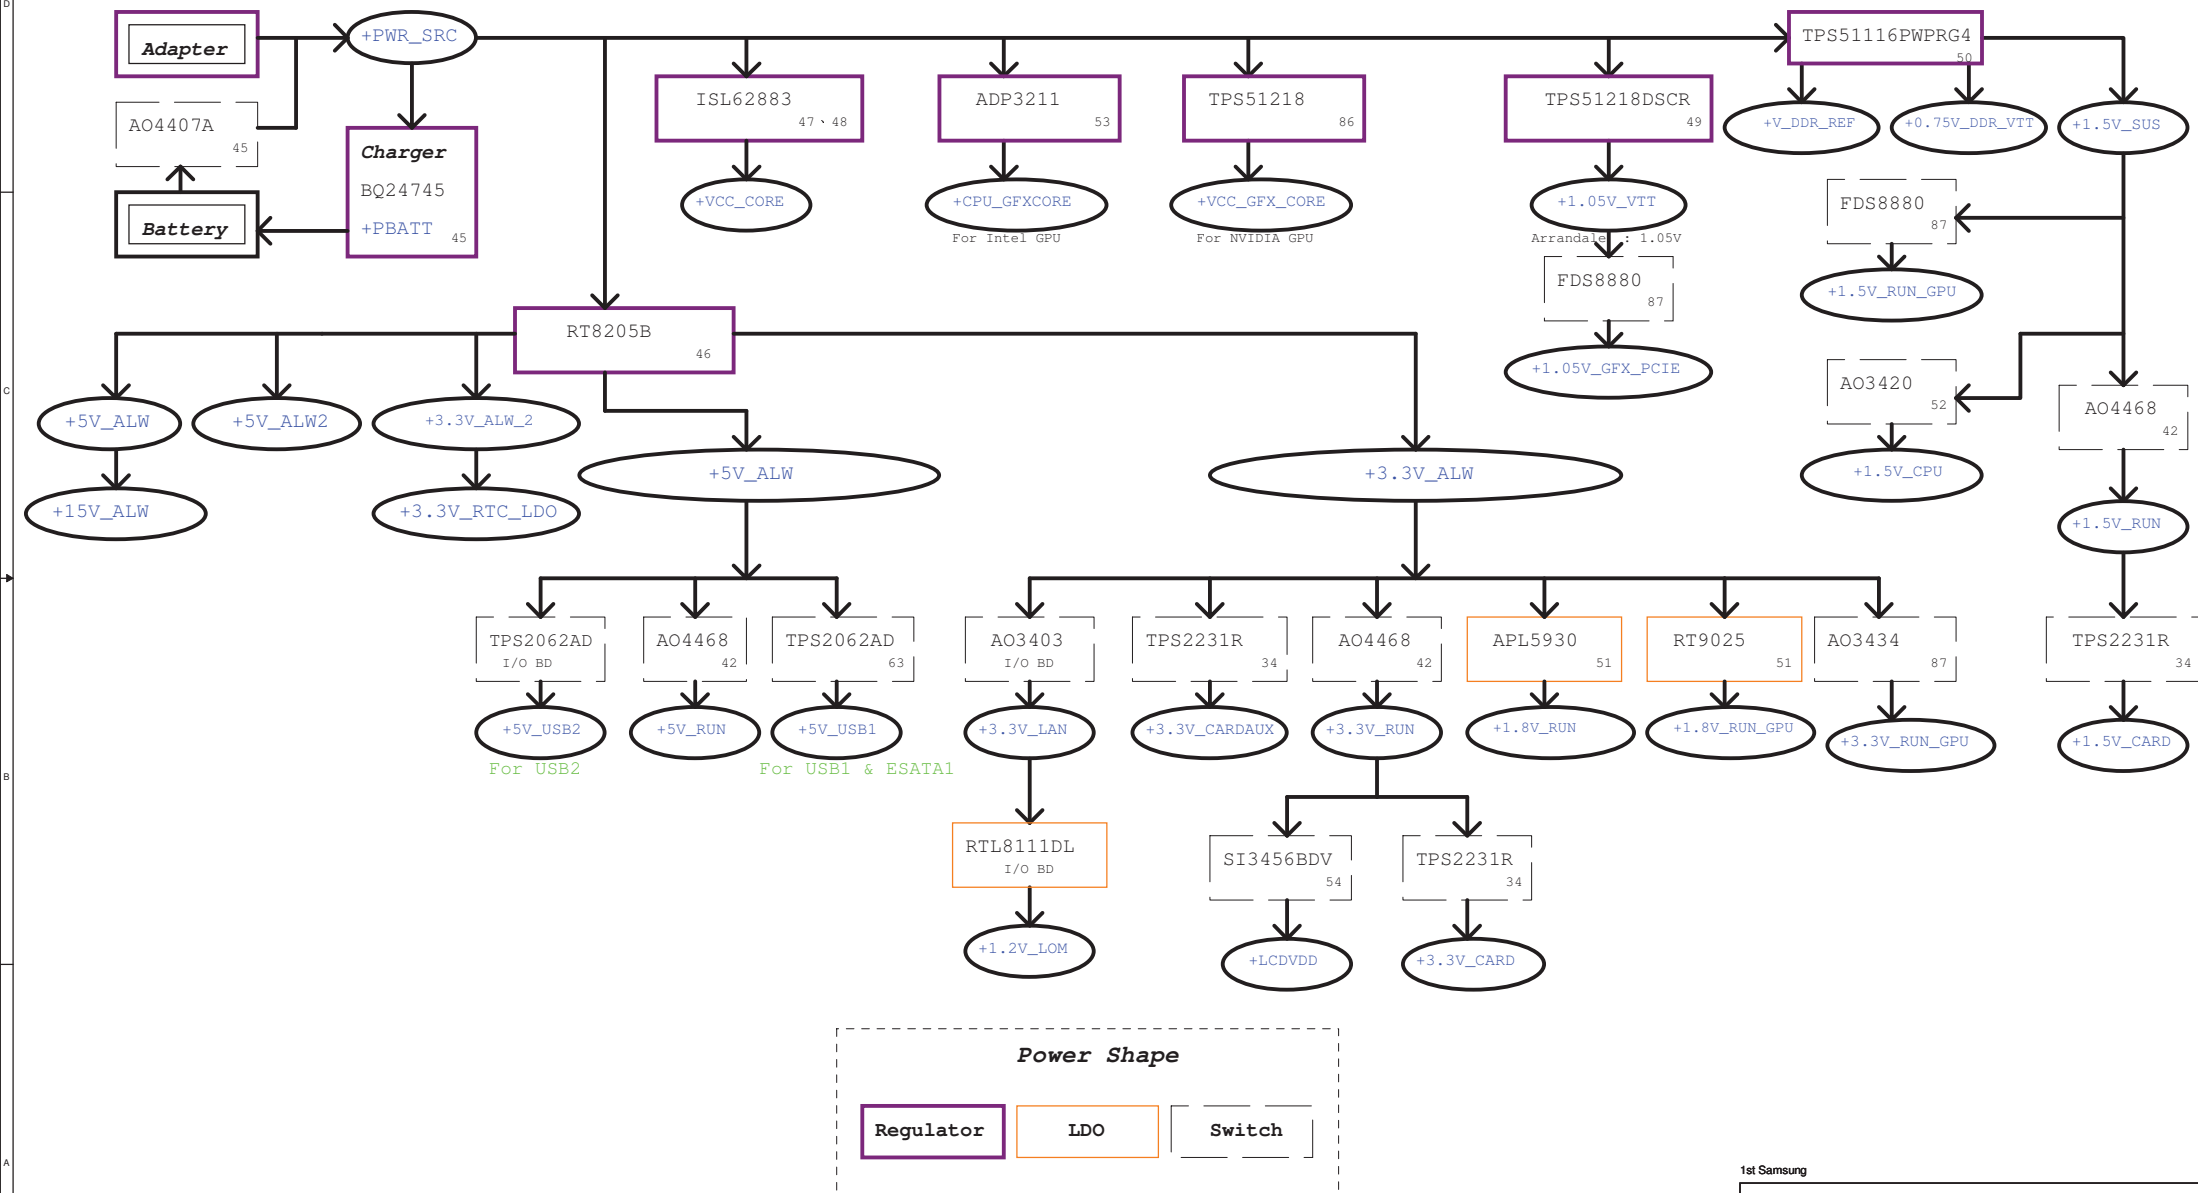 D
Adapter
+PWR_SRC
TPS51116PWPRG4
50
AO4407A
45
Charger
BQ24745
+PBATT
45
Battery
ISL62883
47、48
ADP3211
53
TPS51218
86
TPS51218DSCR
49
+V_DDR_REF
+0.75V_DDR_VTT
+1.5V_SUS
+VCC_CORE
+CPU_GFXCORE
For Intel GPU
+VCC_GFX_CORE
For NVIDIA GPU
+1.05V_VTT
Arrandale : 1.05V
FDS8880
87
+1.05V_GFX_PCIE
FDS8880
87
+1.5V_RUN_GPU
RT8205B
46
C
+5V_ALW
+5V_ALW2
+3.3V_ALW_2
+15V_ALW
+3.3V_RTC_LDO
+5V_ALW
+3.3V_ALW
AO3420
52
+1.5V_CPU
AO4468
42
+1.5V_RUN
TPS2062AD
I/O BD
AO4468
42
TPS2062AD
63
AO3403
I/O BD
TPS2231R
34
AO4468
42
APL5930
51
RT9025
51
AO3434
87
TPS2231R
34
+5V_USB2
For USB2
+5V_RUN
+5V_USB1
For USB1 & ESATA1
+3.3V_LAN
+3.3V_CARDAUX
+3.3V_RUN
+1.8V_RUN
+1.8V_RUN_GPU
+3.3V_RUN_GPU
+1.5V_CARD
B
RTL8111DL
I/O BD
SI3456BDV
54
TPS2231R
34
+1.2V_LOM
+LCDVDD
+3.3V_CARD
Power Shape
Regulator
LDO
Switch
A
1st Samsung